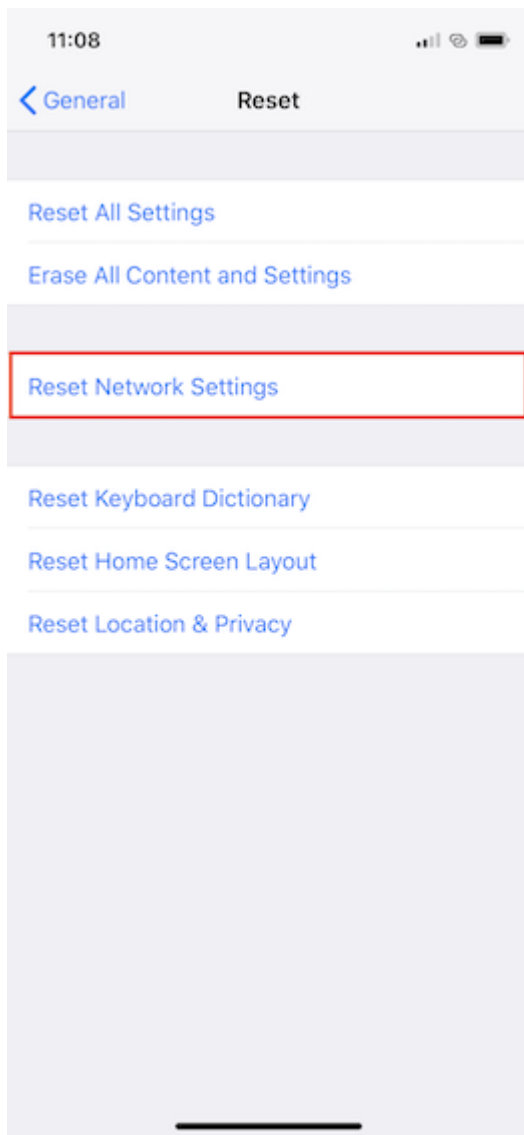 11:08
General
Reset
Reset All Settings
Erase All Content and Settings
Reset Network Settings
Reset Keyboard Dictionary
Reset Home Screen Layout
Reset Location & Privacy